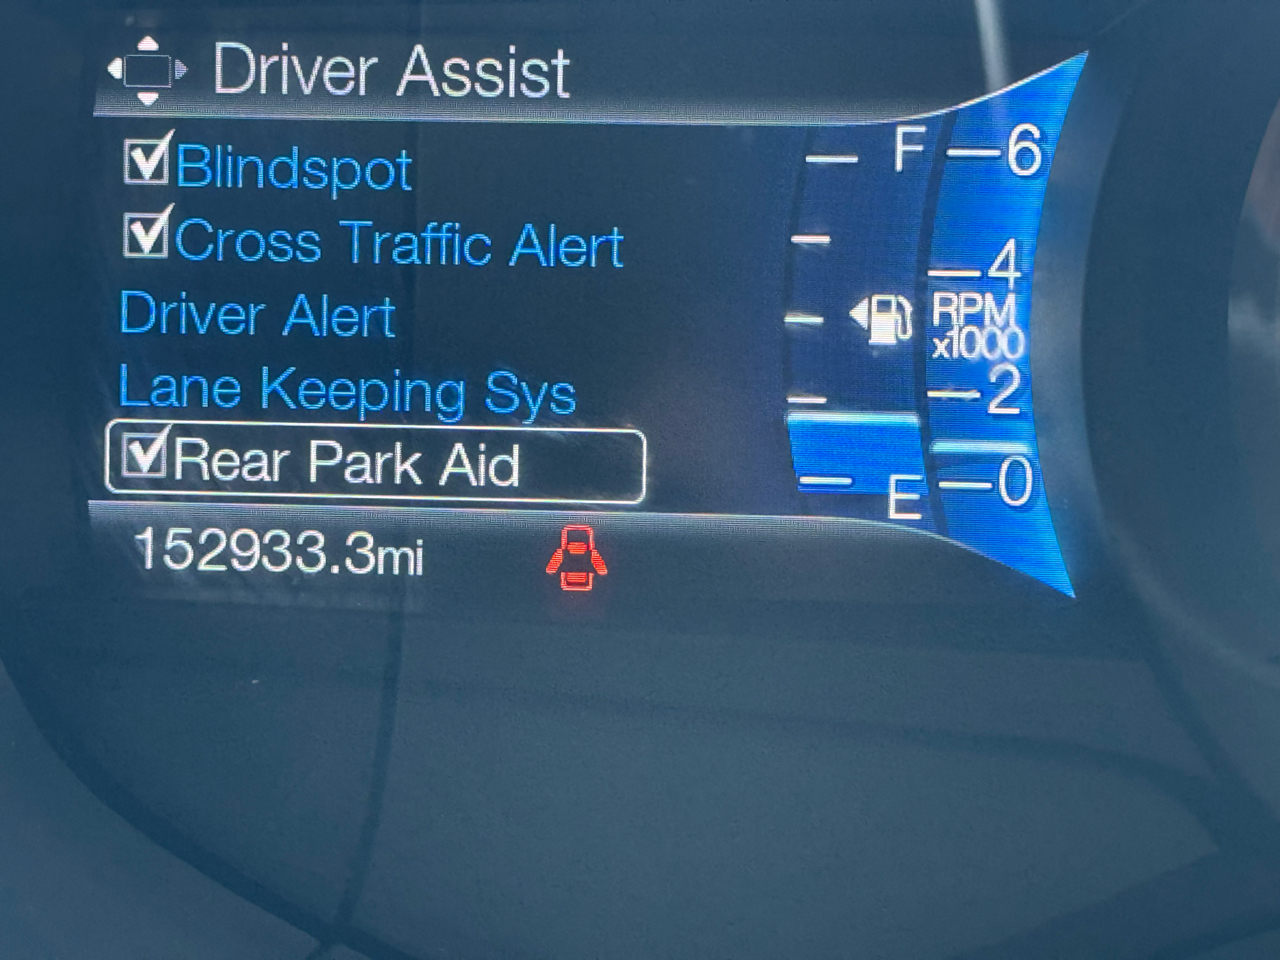 Driver Assist
Blindspot
Cross Traffic Alert
Driver Alert
Lane Keeping Sys
Rear Park Aid
152933.3mi
F
E
6
4
RPM
x1000
2
0